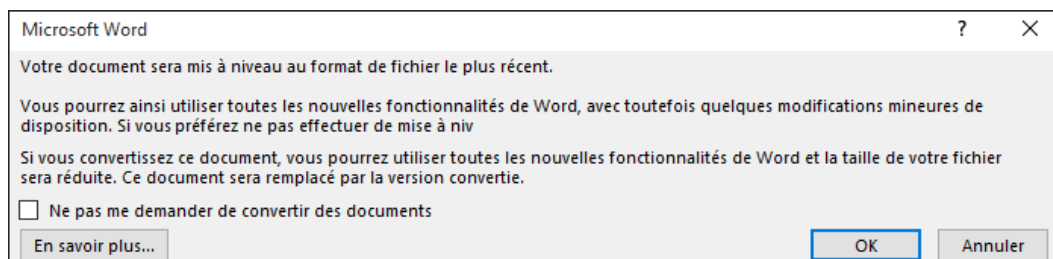 Microsoft Word
Votre document sera mis à niveau au format de fichier le plus récent.
Vous pourrez ainsi utiliser toutes les nouvelles fonctionnalités de Word, avec toutefois quelques modifications mineures de
disposition. Si vous préférez ne pas effectuer de mise à niv
Si vous convertissez ce document, vous pourrez utiliser toutes les nouvelles fonctionnalités de Word et la taille de votre fichier
sera réduite. Ce document sera remplacé par la version convertie.
Ne pas me demander de convertir des documents
En savoir plus...
OK
Annuler